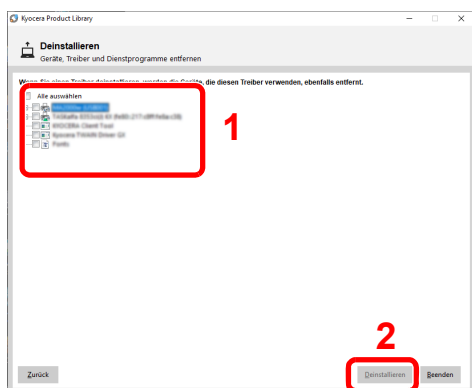 Kyocera Product Library
Deinstallieren
Geräte, Treiber und Dienstprogramme entfernen
Wenn Sie einen Treiber deinstallieren, werden die Geräte, die diesen Treiber verwenden, ebenfalls entfernt.
Alle auswählen
1
KYOCERA Client Tool
Kyocera TWAIN Driver GX
Fonts
2
Zurück
Deinstallieren
Beenden